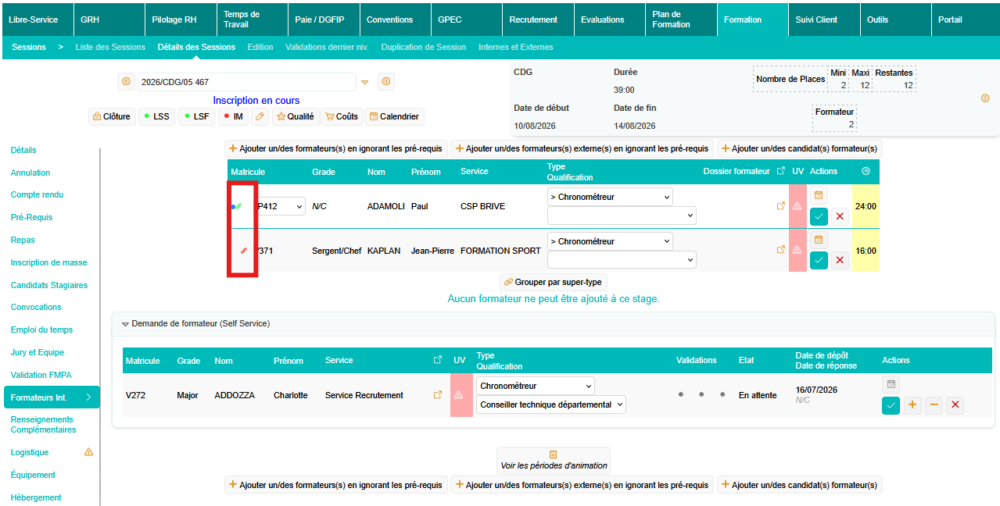 Libre-Service GRH Pilotage RH Temps de Travail Paie / DGFIP Conventions GPEC Recrutement Evaluations Plan de Formation Formation Suivi Client Outils Portail
Sessions > Liste des Sessions Détails des Sessions Edition Validations dernier niv. Duplication de Session Internes et Externes
2026/CDG/05 467
Inscription en cours
Clôture LSS LSF IM Qualité Coûts Calendrier
CDG Durée
39:00
Date de début Date de fin
10/08/2026 14/08/2026
Nombre de Places Mini Maxi Restantes
2 12 12
Formateur
2
Détails
Annulation
Compte rendu
Pré-Requis
Repas
Inscription de masse
Candidats Stagiaires
Convocations
Emploi du temps
Jury et Equipe
Validation FMPA
Formateurs Int.
Renseignements
Complémentaires
Logistique
Équipement
Hébergement
Ajouter un/des formateurs(s) en ignorant les pré-requis Ajouter un/des formateurs(s) externe(s) en ignorant les pré-requis Ajouter un/des candidat(s) formateur(s)
Matricule Grade Nom Prénom Service Type Qualification Dossier formateur UV Actions
P412 N/C ADAMOLI Paul CSP BRIVE > Chronométreur 24:00
371 Sergent/Chef KAPLAN Jean-Pierre FORMATION SPORT > Chronométreur 16:00
Grouper par super-type
Aucun formateur ne peut être ajouté à ce stage.
Demande de formateur (Self Service)
Matricule Grade Nom Prénom Service UV Type Qualification Validations Etat Date de dépôt Date de réponse Actions
V272 Major ADDOZZA Charlotte Service Recrutement Chronométreur En attente 16/07/2026
Conseiller technique départemental N/C
Voir les périodes d'animation
Ajouter un/des formateurs(s) en ignorant les pré-requis Ajouter un/des formateurs(s) externe(s) en ignorant les pré-requis Ajouter un/des candidat(s) formateur(s)